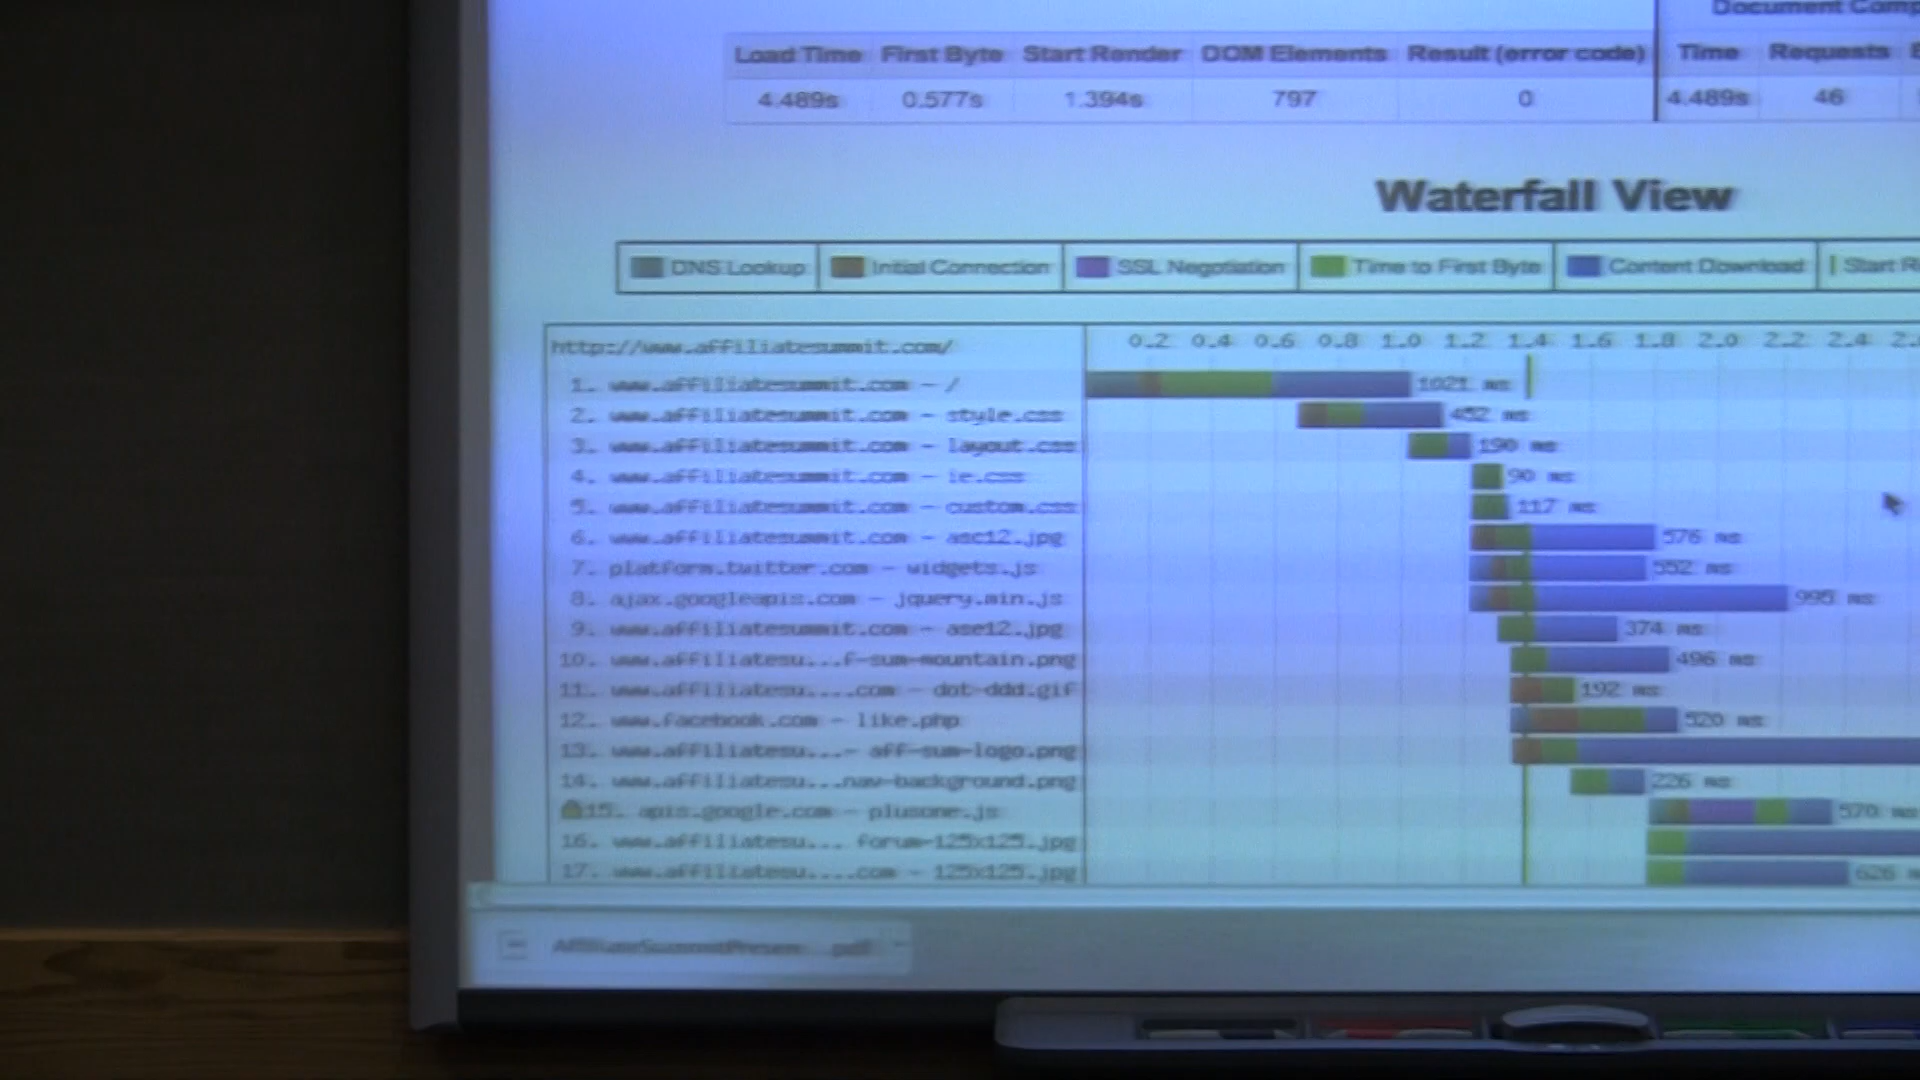 Document Comp
Load Time First Byte Start Render DOM Elements Result (error code) Time Requests
4.489s 0.577s 1.394s 797 0 4.489s 46
Waterfall View
DNS Lookup Initial Connection SSL Negotiation Time to First Byte Content Download Start R
http://www.affiliatesummit.com/ 0.2 0.4 0.6 0.8 1.0 1.2 1.4 1.6 1.8 2.0 2.2 2.4
1. www.affiliatesummit.com - / 1021 ms
2. www.affiliatesummit.com - style.css 452 ms
3. www.affiliatesummit.com - layout.css 190 ms
4. www.affiliatesummit.com - ie.css 90 ms
5. www.affiliatesummit.com - custom.css 117 ms
6. www.affiliatesummit.com - asc12.jpg 576 ms
7. platform.twitter.com - widgets.js 552 ms
8. ajax.googleapis.com - jquery.min.js 995 ms
9. www.affiliatesummit.com - ase12.jpg 374 ms
10. www.affiliatesu...f-sum-mountain.png 496 ms
11. www.affiliatesu....com - dot-ddd.gif 192 ms
12. www.facebook.com - like.php 520 ms
13. www.affiliatesu...- aff-sum-logo.png
14. www.affiliatesu...nav-background.png 226 ms
15. apis.google.com - plusone.js 570 ms
16. www.affiliatesu... forum-125x125.jpg
17. www.affiliatesu....com - 125x125.jpg 626 m
AffiliateSummitPresen... .pdf